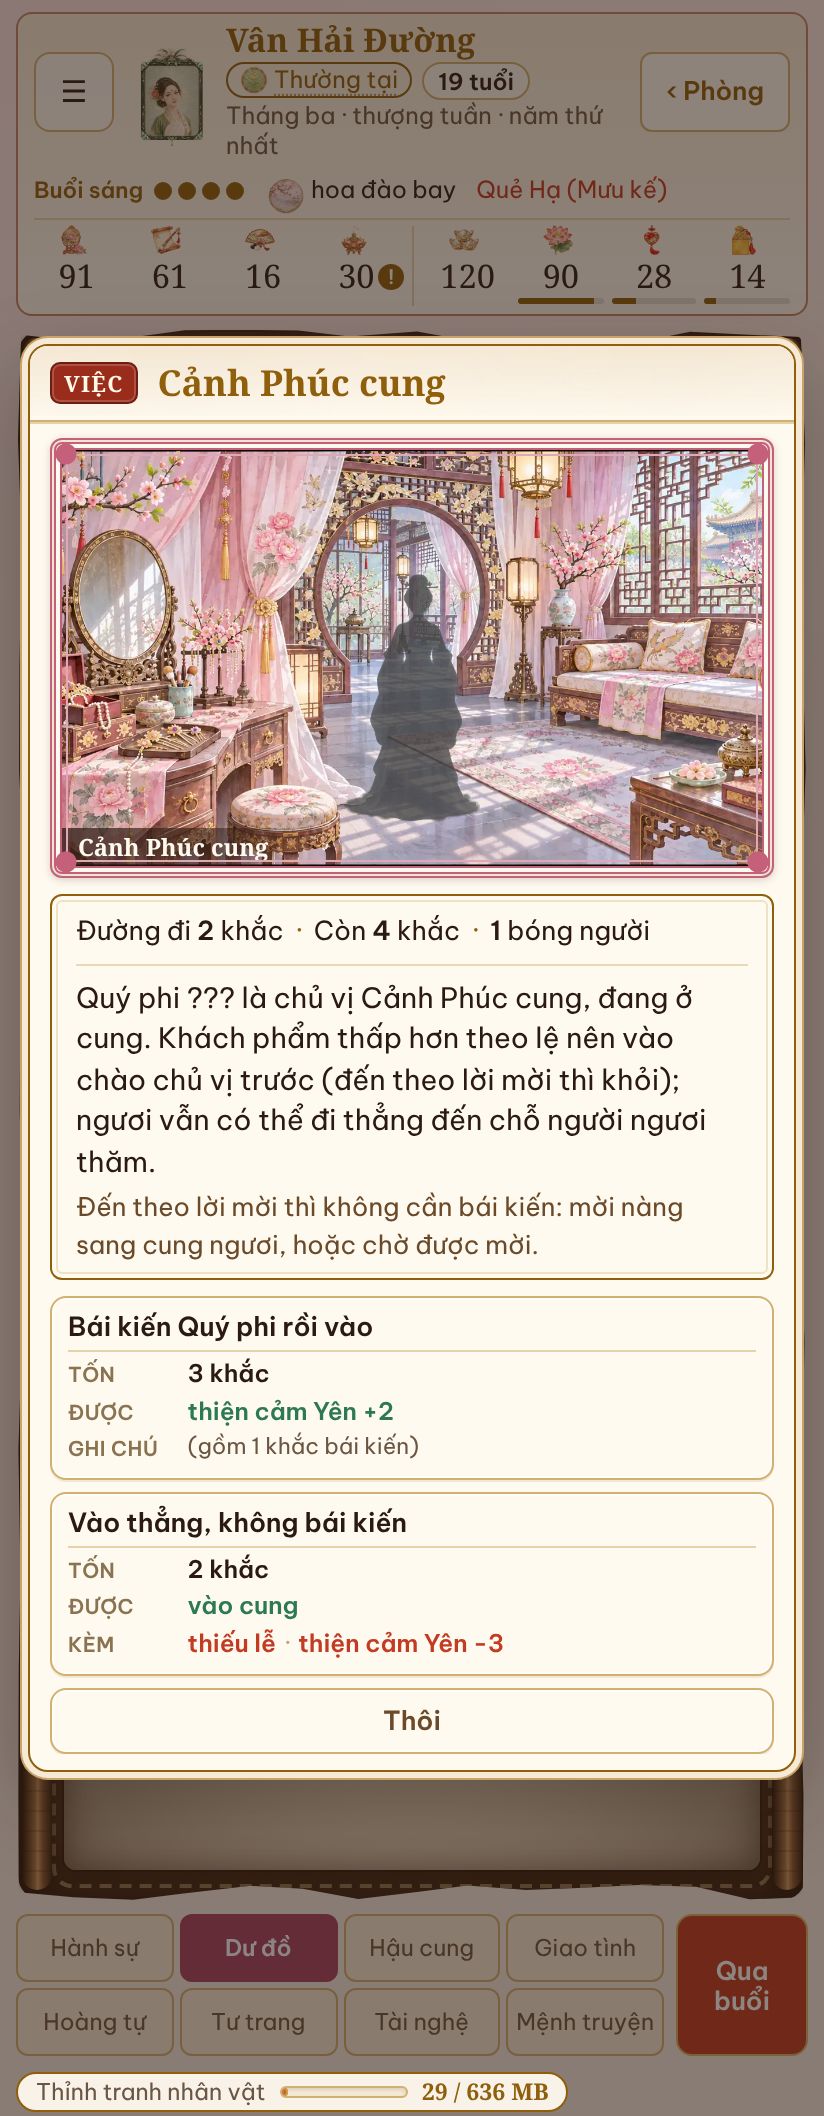 Vân Hải Đường
☰
Thường tại
19 tuổi
‹ Phòng
Tháng ba · thượng tuần · năm thứ
nhất
Buổi sáng
hoa đào bay
Quẻ Hạ (Mưu kế)
91 61 16 30 ! 120 90 28 14
VIỆC
Cảnh Phúc cung
Cảnh Phúc cung
Đường đi 2 khắc · Còn 4 khắc · 1 bóng người
Quý phi ??? là chủ vị Cảnh Phúc cung, đang ở
cung. Khách phẩm thấp hơn theo lệ nên vào
chào chủ vị trước (đến theo lời mời thì khỏi);
ngươi vẫn có thể đi thẳng đến chỗ người ngươi
thăm.
Đến theo lời mời thì không cần bái kiến: mời nàng
sang cung ngươi, hoặc chờ được mời.
Bái kiến Quý phi rồi vào
TỐN 3 khắc
ĐƯỢC thiện cảm Yên +2
GHI CHÚ (gồm 1 khắc bái kiến)
Vào thẳng, không bái kiến
TỐN 2 khắc
ĐƯỢC vào cung
KÈM thiếu lễ · thiện cảm Yên -3
Thôi
Hành sự
Dư đồ
Hậu cung
Giao tình
Qua
buổi
Hoàng tự
Tư trang
Tài nghệ
Mệnh truyện
Thỉnh tranh nhân vật 29 / 636 MB